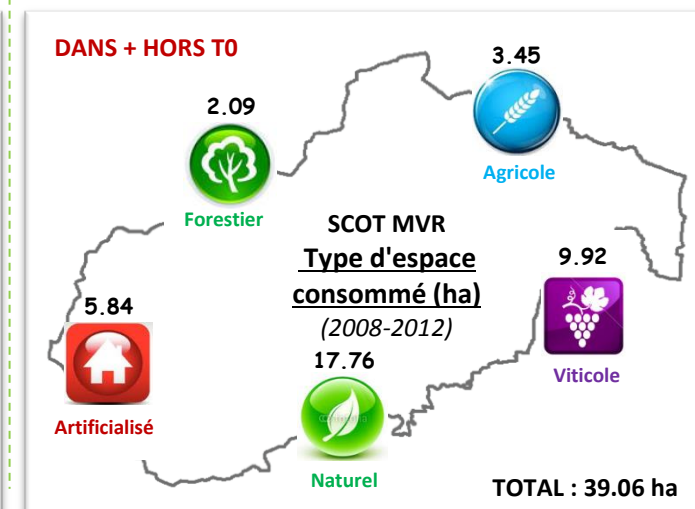 DANS + HORS T0
3.45
2.09
Agricole
Forestier
SCOT MVR
Type d'espace
consommé (ha)
(2008-2012)
9.92
5.84
17.76
Viticole
Artificialisé
Naturel
TOTAL : 39.06 ha